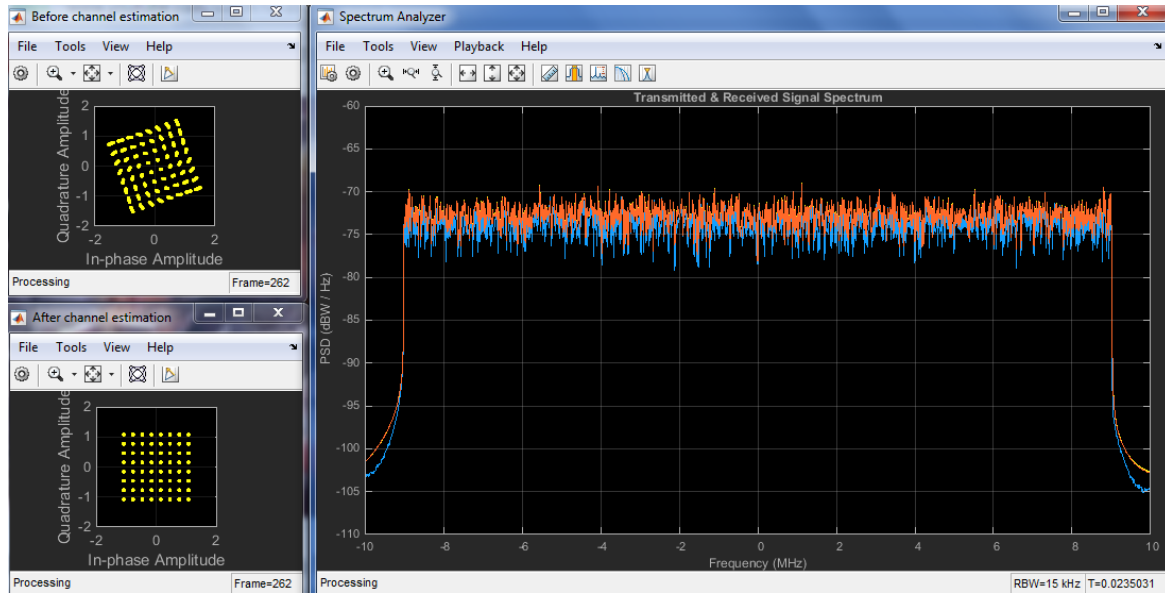 Before channel estimation
File Tools View Help
Quadrature Amplitude
2
1
0
-1
-2
-2 0 2
In-phase Amplitude
Processing Frame=262
After channel estimation
File Tools View Help
Quadrature Amplitude
2
1
0
-1
-2
-2 0 2
In-phase Amplitude
Processing Frame=262
Spectrum Analyzer
File Tools View Playback Help
Transmitted & Received Signal Spectrum
PSD (dBW / Hz)
-60
-65
-70
-75
-80
-85
-90
-95
-100
-105
-110
-10 -8 -6 -4 -2 0 2 4 6 8 10
Frequency (MHz)
Processing RBW=15 kHz T=0.0235031